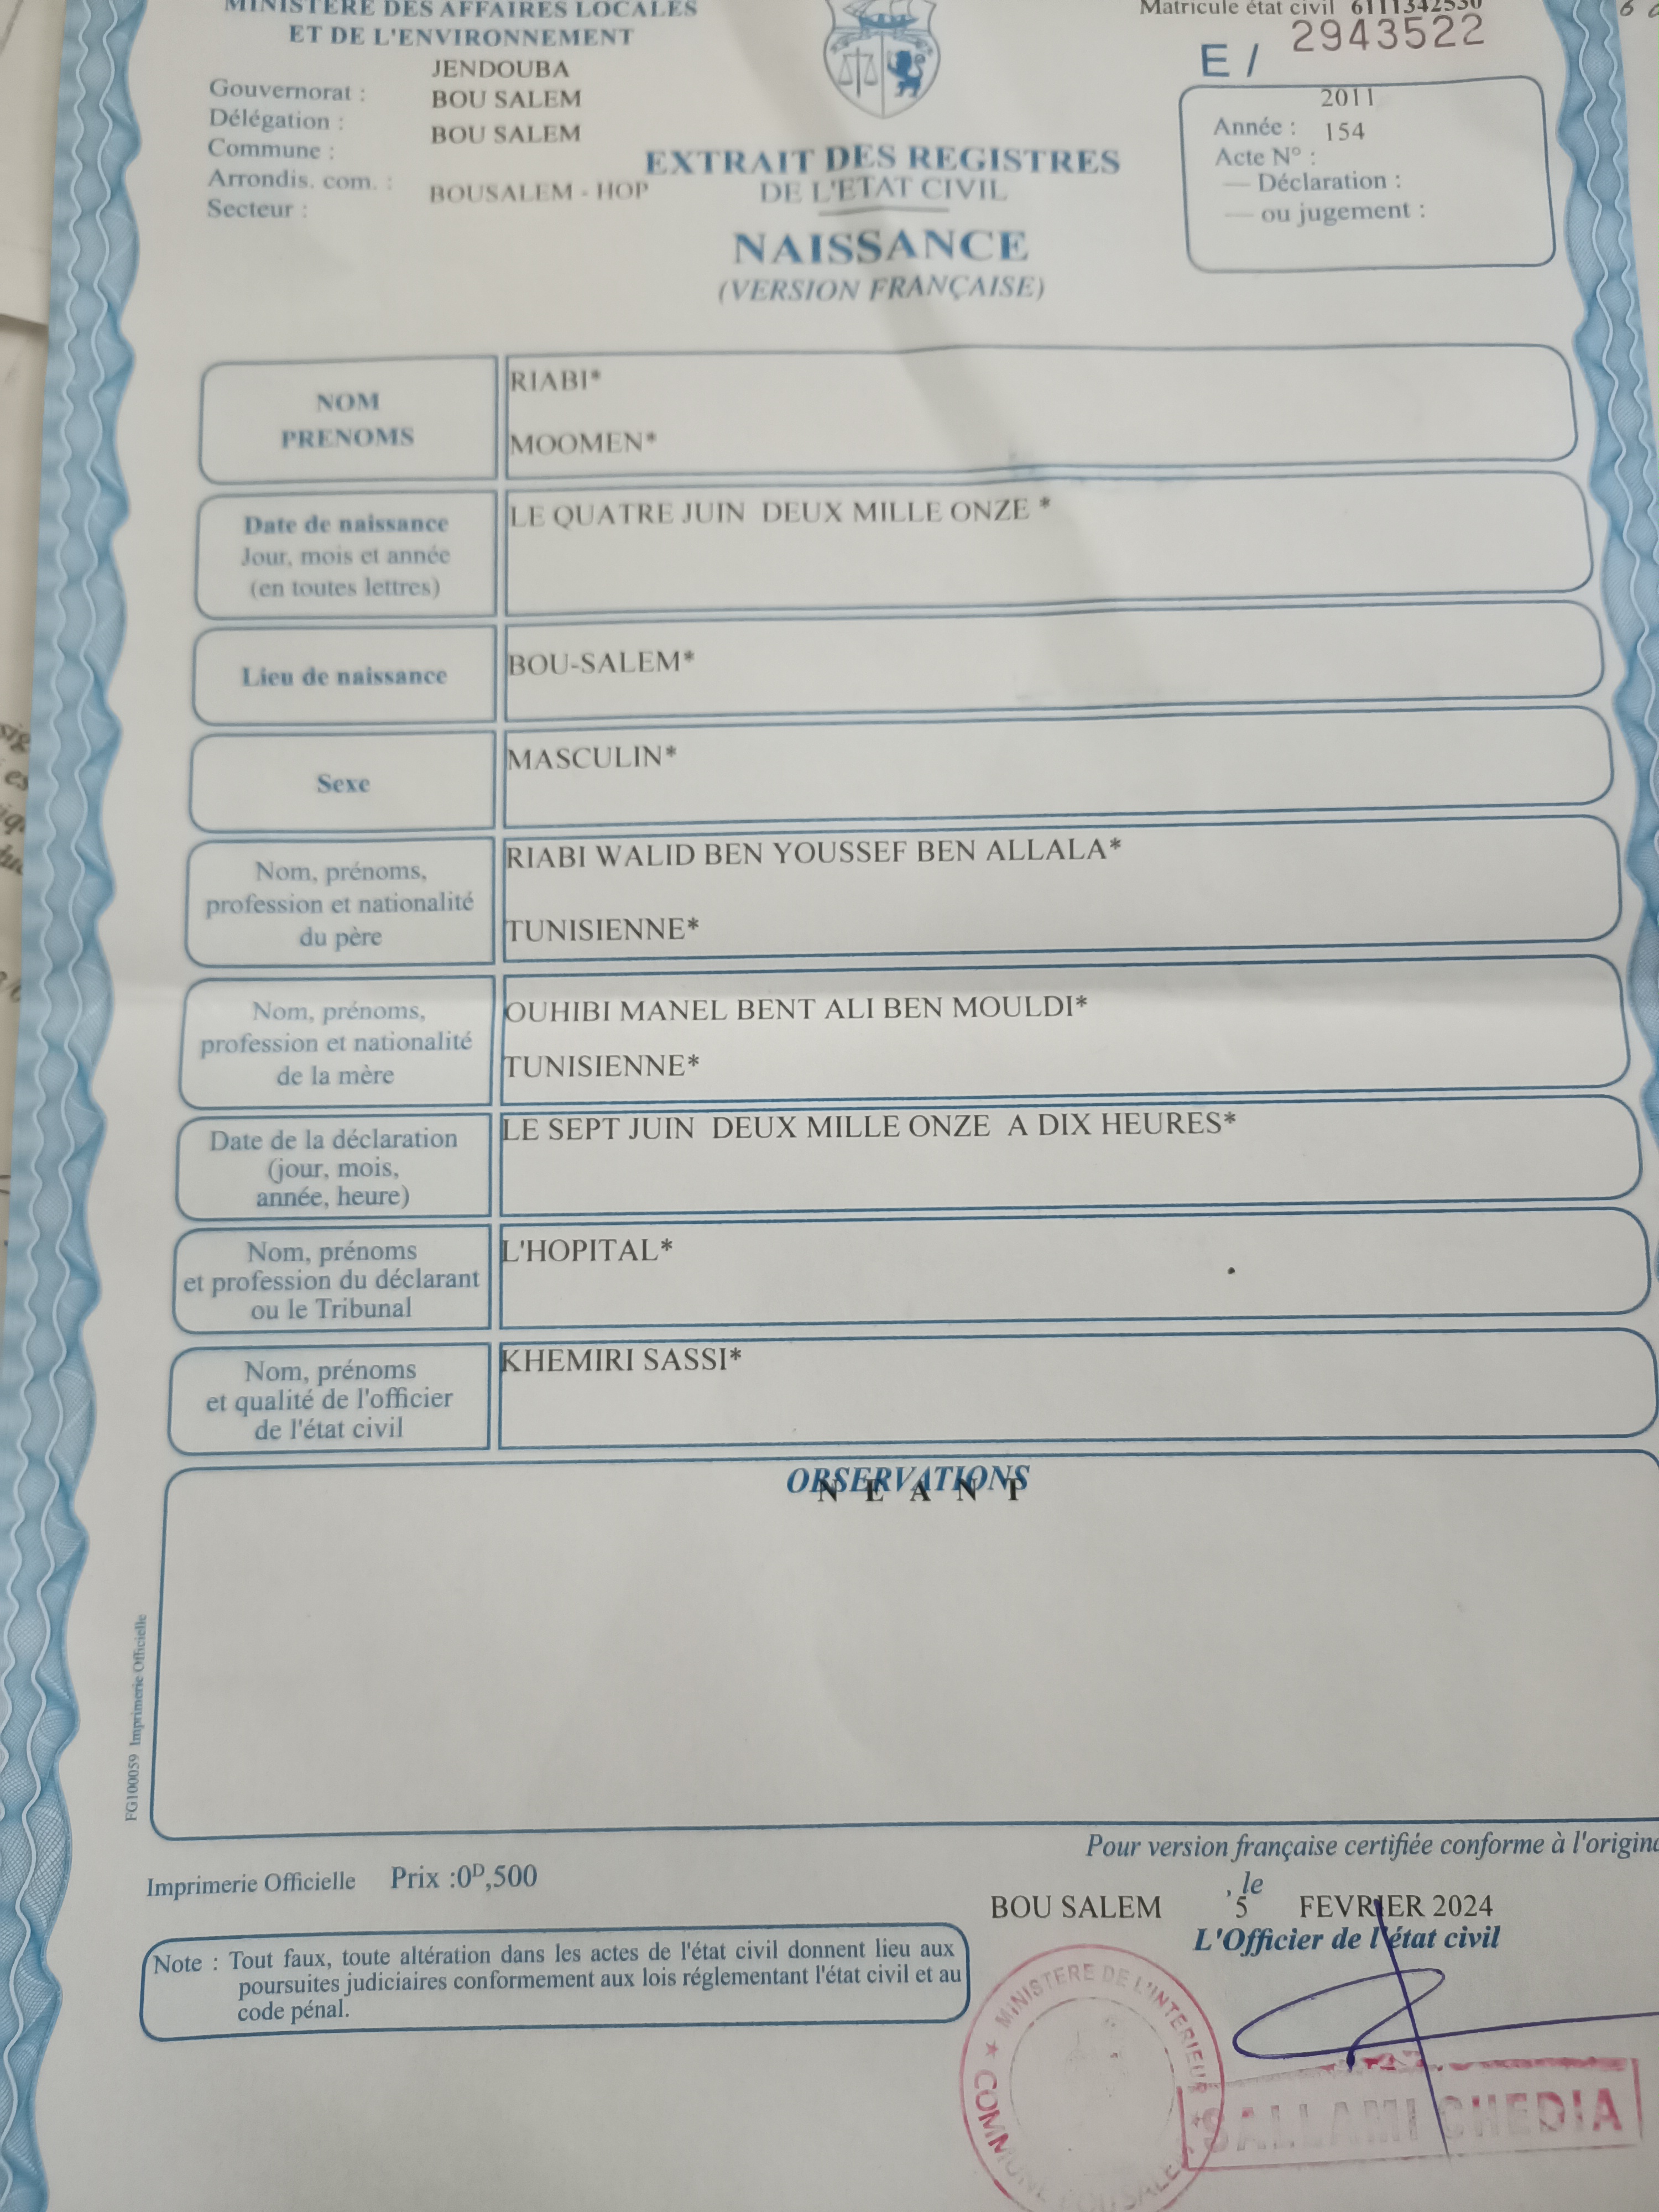 MINISTERE DES AFFAIRES LOCALES
ET DE L'ENVIRONNEMENT
JENDOUBA
Gouvernorat :
BOU SALEM
Délégation :
BOU SALEM
Commune :
Arrondis. com. :
BOUSALEM - HOP
Secteur :
EXTRAIT DES REGISTRES
DE L'ETAT CIVIL
NAISSANCE
(VERSION FRANÇAISE)
Matricule état civil 6111342530
E / 2943522
2011
Année :
154
Acte N° :
— Déclaration :
— ou jugement :
NOM
PRENOMS
RIABI*
MOOMEN*
Date de naissance
Jour, mois et année
(en toutes lettres)
LE QUATRE JUIN DEUX MILLE ONZE *
Lieu de naissance
BOU-SALEM*
Sexe
MASCULIN*
Nom, prénoms,
profession et nationalité
du père
RIABI WALID BEN YOUSSEF BEN ALLALA*
TUNISIENNE*
Nom, prénoms,
profession et nationalité
de la mère
OUHIBI MANEL BENT ALI BEN MOULDI*
TUNISIENNE*
Date de la déclaration
(jour, mois,
année, heure)
LE SEPT JUIN DEUX MILLE ONZE A DIX HEURES*
Nom, prénoms
et profession du déclarant
ou le Tribunal
L'HOPITAL*
Nom, prénoms
et qualité de l'officier
de l'état civil
KHEMIRI SASSI*
OBSERVATIONS
N E A N T
FG100059 Imprimerie Officielle
Pour version française certifiée conforme à l'origina
Imprimerie Officielle Prix :0D,500
, le
BOU SALEM 5 FEVRIER 2024
L'Officier de l'état civil
Note : Tout faux, toute altération dans les actes de l'état civil donnent lieu aux
poursuites judiciaires conformement aux lois réglementant l'état civil et au
code pénal.
★ MINISTERE DE L'INTERIEUR ★
COMMUNE BOU SALEM
SALLAMI CHEDIA